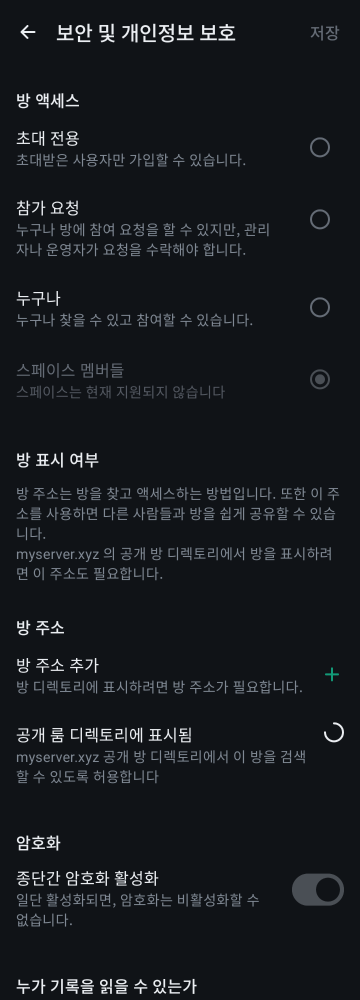 보안 및 개인정보 보호 저장
방 액세스
초대 전용
초대받은 사용자만 가입할 수 있습니다.
참가 요청
누구나 방에 참여 요청을 할 수 있지만, 관리
자나 운영자가 요청을 수락해야 합니다.
누구나
누구나 찾을 수 있고 참여할 수 있습니다.
스페이스 멤버들
스페이스는 현재 지원되지 않습니다
방 표시 여부
방 주소는 방을 찾고 액세스하는 방법입니다. 또한 이 주
소를 사용하면 다른 사람들과 방을 쉽게 공유할 수 있습
니다.
myserver.xyz 의 공개 방 디렉토리에서 방을 표시하려
면 이 주소도 필요합니다.
방 주소
방 주소 추가
방 디렉토리에 표시하려면 방 주소가 필요합니다.
공개 룸 디렉토리에 표시됨
myserver.xyz 공개 방 디렉토리에서 이 방을 검색
할 수 있도록 허용합니다
암호화
종단간 암호화 활성화
일단 활성화되면, 암호화는 비활성화할 수
없습니다.
누가 기록을 읽을 수 있는가